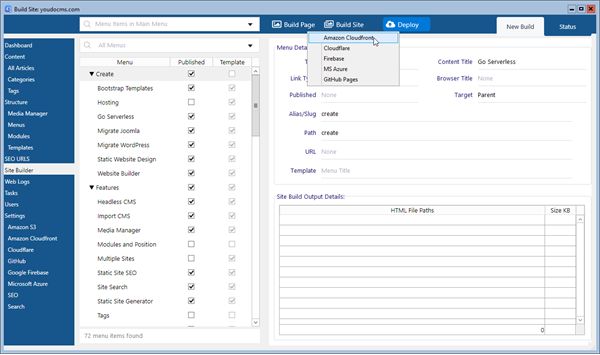 Build Site: youdocms.com
Menu Items in Main Menu
Build Page
Build Site
Deploy
New Build
Status
Dashboard
Content
All Articles
Categories
Tags
Structure
Media Manager
Menus
Modules
Templates
SEO URLS
Site Builder
Web Logs
Tasks
Users
Settings
Amazon S3
Amazon Cloudfront
Cloudflare
GitHub
Google Firebase
Microsoft Azure
SEO
Search
All Menus
Menu Published Template
Create
Bootstrap Templates
Hosting
Go Serverless
Migrate Joomla
Migrate WordPress
Static Website Design
Website Builder
Features
Headless CMS
Import CMS
Media Manager
Modules and Position
Multiple Sites
Static Site SEO
Site Search
Static Site Generator
Tags
72 menu items found
Amazon Cloudfront
Cloudflare
Firebase
MS Azure
GitHub Pages
Menu Deta
Content Title Go Serverless
Link Ty
Browser Title None
Published None
Target Parent
Alias/Slug create
Path create
URL None
Template Menu Title
Site Build Output Details:
HTML File Paths Size KB
0